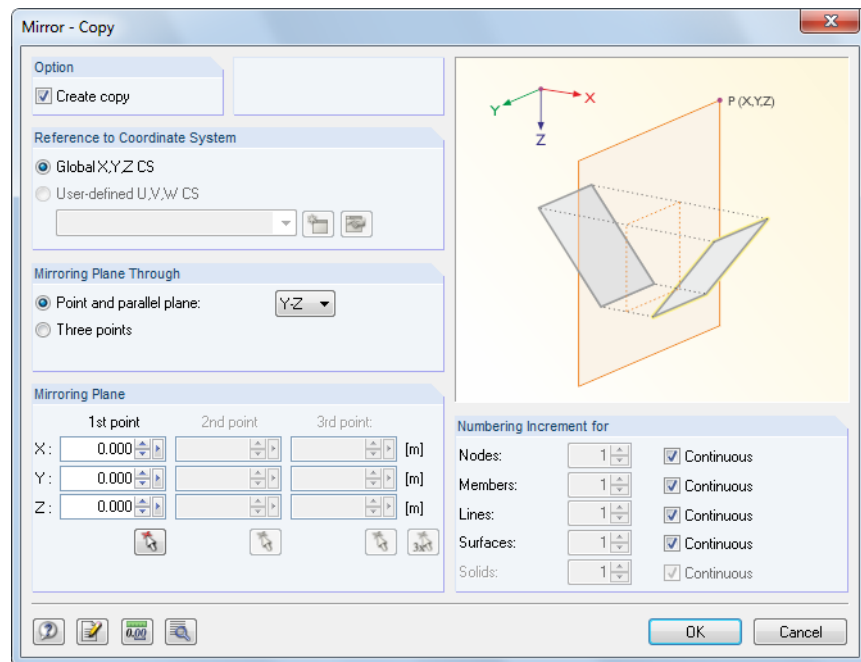 Mirror - Copy
Option
Create copy
Reference to Coordinate System
Global X,Y,Z CS
User-defined U,V,W CS
Mirroring Plane Through
Point and parallel plane: Y-Z
Three points
Mirroring Plane
1st point 2nd point 3rd point:
X: 0.000 [m]
Y: 0.000 [m]
Z: 0.000 [m]
3x
X
Y
Z
P (X,Y,Z)
Numbering Increment for
Nodes: 1 Continuous
Members: 1 Continuous
Lines: 1 Continuous
Surfaces: 1 Continuous
Solids: 1 Continuous
0.00
OK Cancel